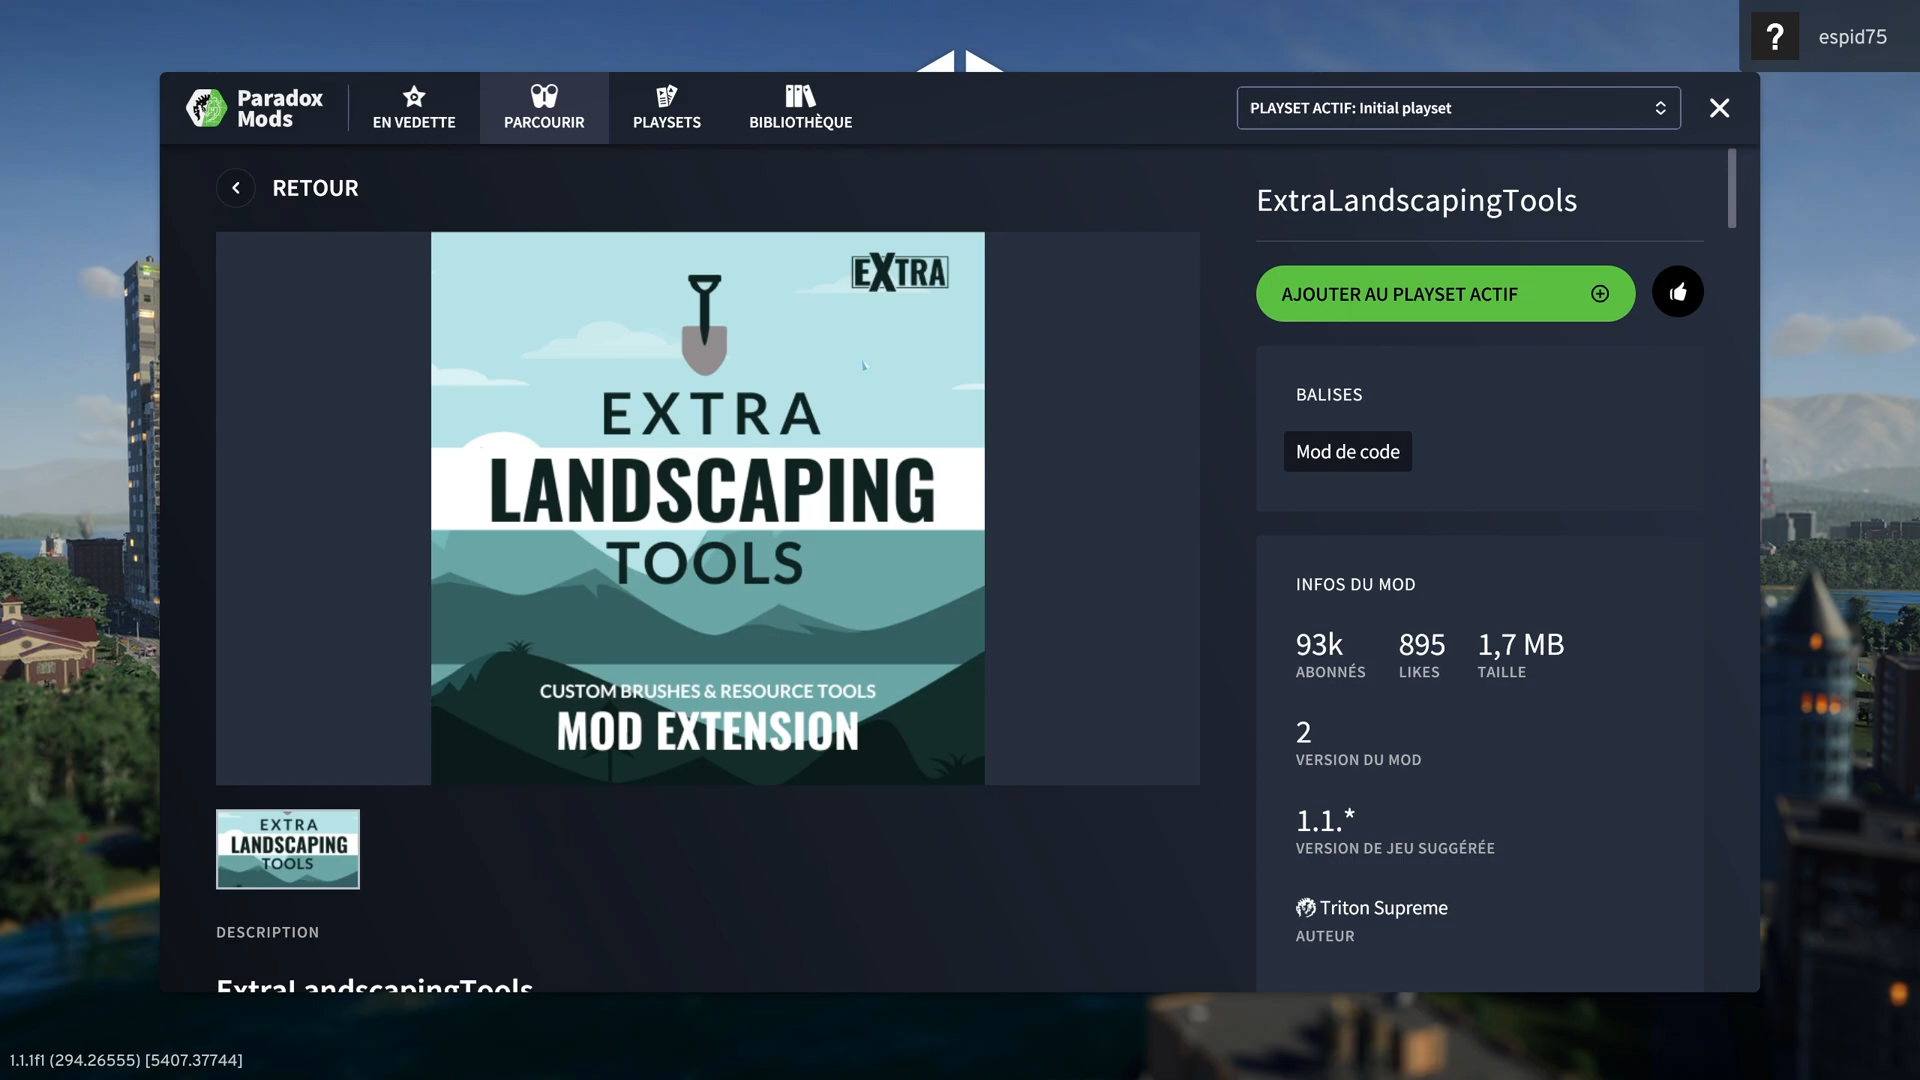 ?
espid75
Paradox
Mods
EN VEDETTE
PARCOURIR
PLAYSETS
BIBLIOTHÈQUE
PLAYSET ACTIF: Initial playset
RETOUR
EXTRA
EXTRA
LANDSCAPING
TOOLS
CUSTOM BRUSHES & RESOURCE TOOLS
MOD EXTENSION
EXTRA
LANDSCAPING
TOOLS
DESCRIPTION
ExtraLandscapingTools
ExtraLandscapingTools
AJOUTER AU PLAYSET ACTIF
BALISES
Mod de code
INFOS DU MOD
93k 895 1,7 MB
ABONNÉS LIKES TAILLE
2
VERSION DU MOD
1.1.*
VERSION DE JEU SUGGÉRÉE
Triton Supreme
AUTEUR
1.1.1f1 (294.26555) [5407.37744]